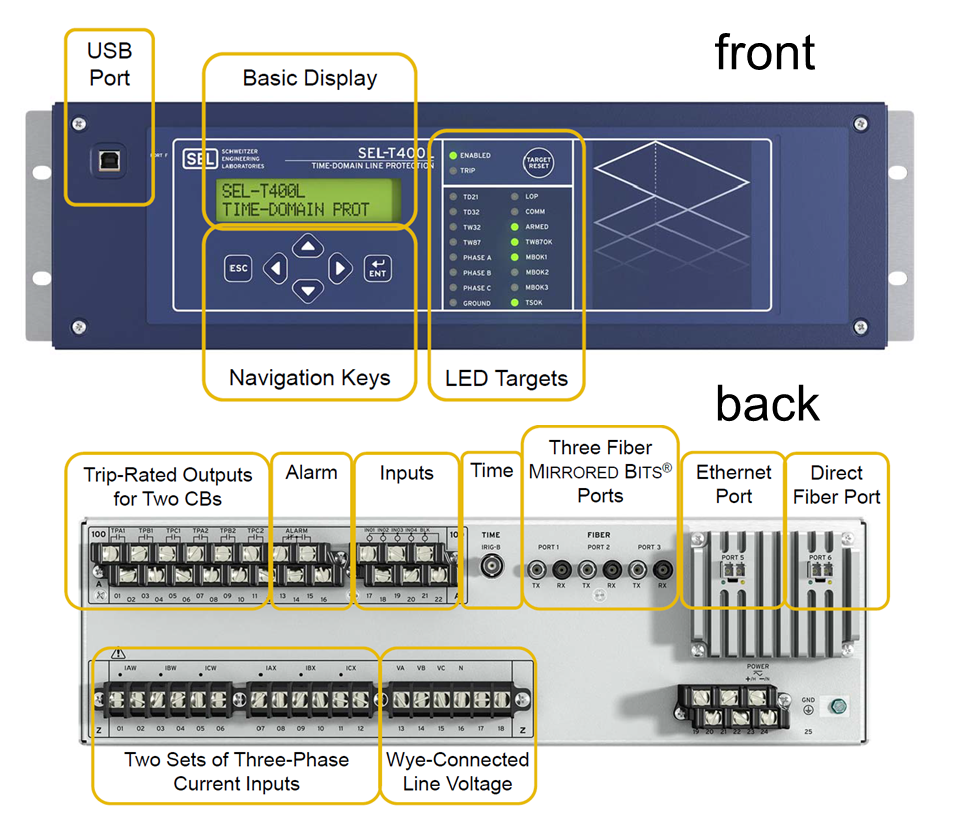 front
USB
Port
Basic Display
PORT F
SEL
SCHWEITZER
ENGINEERING
LABORATORIES
SEL-T400L
TIME-DOMAIN LINE PROTECTION
SEL-T400L
TIME-DOMAIN PROT
ESC
ENT
ENABLED
TRIP
TARGET
RESET
TD21 LOP
TD32 COMM
TW32 ARMED
TW87 TW87OK
PHASE A MBOK1
PHASE B MBOK2
PHASE C MBOK3
GROUND TSOK
Navigation Keys
LED Targets
back
Trip-Rated Outputs
for Two CBs
Alarm
Inputs
Time
Three Fiber
MIRRORED BITS®
Ports
Ethernet
Port
Direct
Fiber Port
100 TPA1 TPB1 TPC1 TPA2 TPB2 TPC2 ALARM
IN01 IN02 IN03 IN04 BLK
A 01 02 03 04 05 06 07 08 09 10 11 13 14 15 16
17 18 19 20 21 22 A
TIME
IRIG-B
FIBER
PORT 1 PORT 2 PORT 3
TX RX TX RX TX RX
PORT 5
PORT 6
IAW IBW ICW IAX IBX ICX VA VB VC N
Z 01 02 03 04 05 06 07 08 09 10 11 12 13 14 15 16 17 18 Z
POWER
+/H -/N
19 20 21 22 23 24
GND
25
Two Sets of Three-Phase
Current Inputs
Wye-Connected
Line Voltage